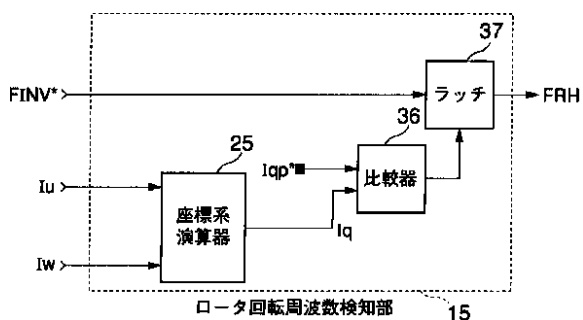 37
FINV*
ラッチ
FRH
36
25
Iqp*
比較器
Iu
座標系
演算器
Iq
Iw
ロータ回転周波数検知部
15